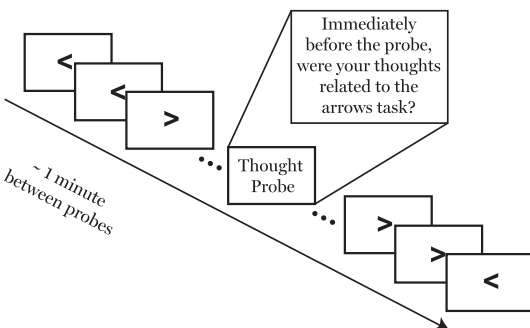 Immediately
before the probe,
were your thoughts
related to the
arrows task?
<
<
>
Thought
Probe
~ 1 minute
between probes
>
>
<